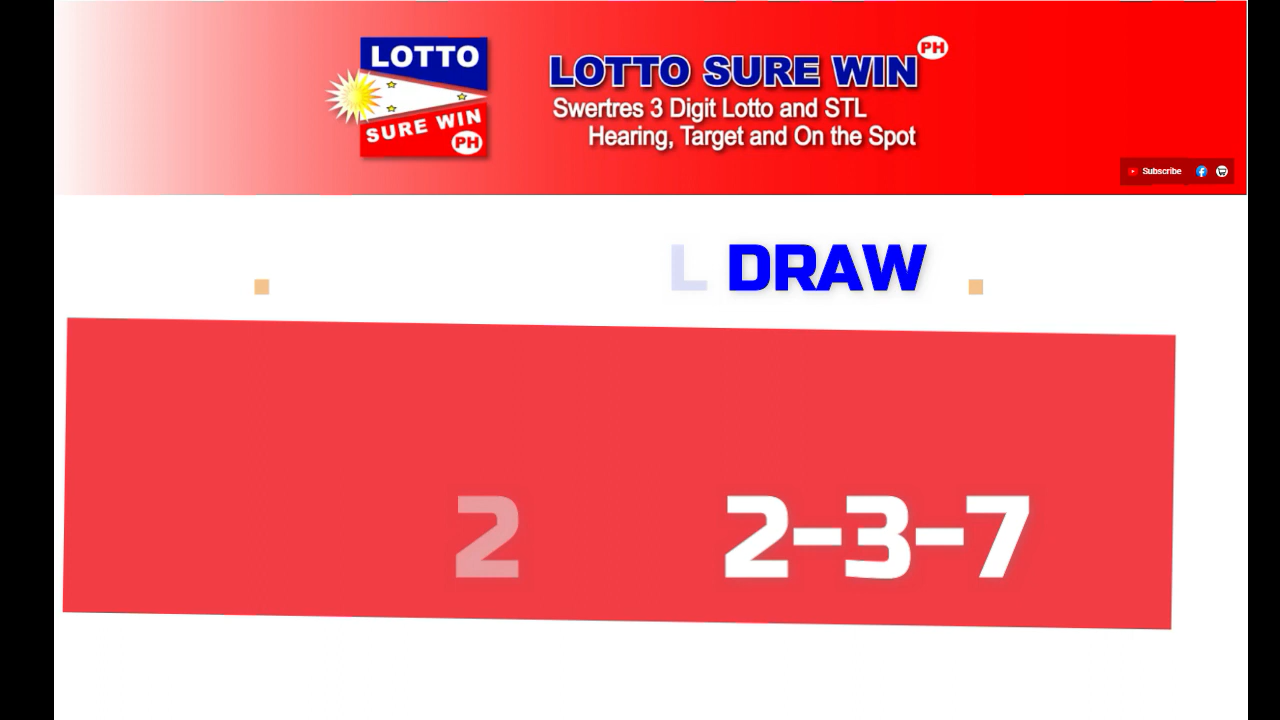 LOTTO
SURE WIN
PH
LOTTO SURE WIN PH
Swertres 3 Digit Lotto and STL
Hearing, Target and On the Spot
Subscribe
L DRAW
2 2-3-7